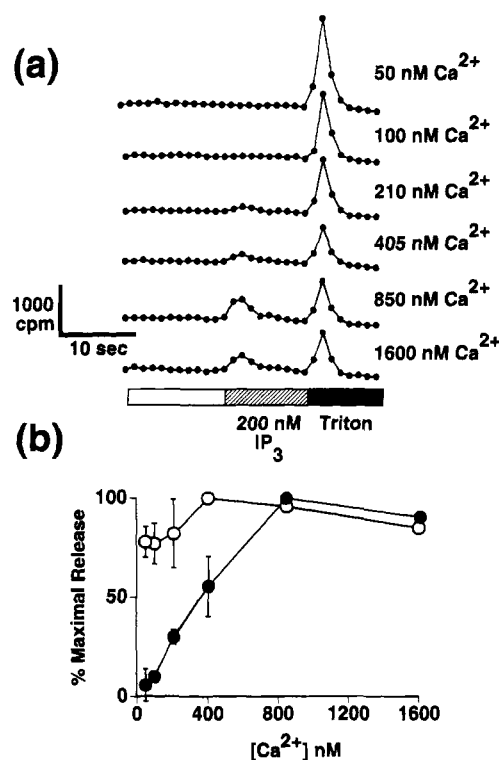 (a)
50 nM Ca2+
100 nM Ca2+
210 nM Ca2+
405 nM Ca2+
850 nM Ca2+
1600 nM Ca2+
1000
cpm
10 sec
200 nM
IP3
Triton
(b)
% Maximal Release
100
50
0
0
400
800
1200
1600
[Ca2+] nM